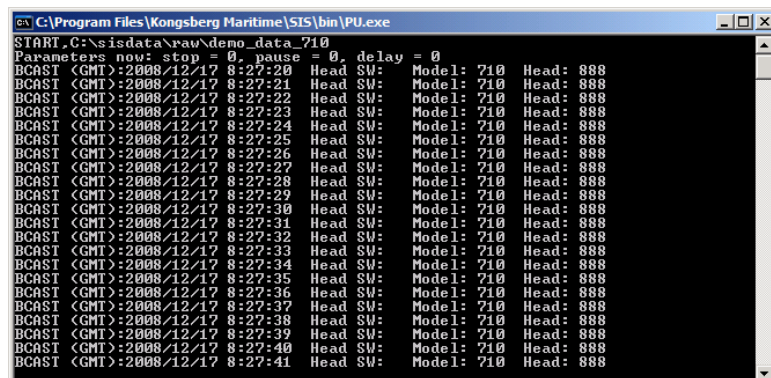 C:\Program Files\Kongsberg Maritime\SIS\bin\PU.exe
START,C:\sisdata\raw\demo_data_710
Parameters now: stop = 0, pause = 0, delay = 0
BCAST (GMT):2008/12/17 8:27:20 Head SW: Model: 710 Head: 888
BCAST (GMT):2008/12/17 8:27:21 Head SW: Model: 710 Head: 888
BCAST (GMT):2008/12/17 8:27:22 Head SW: Model: 710 Head: 888
BCAST (GMT):2008/12/17 8:27:23 Head SW: Model: 710 Head: 888
BCAST (GMT):2008/12/17 8:27:24 Head SW: Model: 710 Head: 888
BCAST (GMT):2008/12/17 8:27:25 Head SW: Model: 710 Head: 888
BCAST (GMT):2008/12/17 8:27:26 Head SW: Model: 710 Head: 888
BCAST (GMT):2008/12/17 8:27:27 Head SW: Model: 710 Head: 888
BCAST (GMT):2008/12/17 8:27:28 Head SW: Model: 710 Head: 888
BCAST (GMT):2008/12/17 8:27:29 Head SW: Model: 710 Head: 888
BCAST (GMT):2008/12/17 8:27:30 Head SW: Model: 710 Head: 888
BCAST (GMT):2008/12/17 8:27:31 Head SW: Model: 710 Head: 888
BCAST (GMT):2008/12/17 8:27:32 Head SW: Model: 710 Head: 888
BCAST (GMT):2008/12/17 8:27:33 Head SW: Model: 710 Head: 888
BCAST (GMT):2008/12/17 8:27:34 Head SW: Model: 710 Head: 888
BCAST (GMT):2008/12/17 8:27:35 Head SW: Model: 710 Head: 888
BCAST (GMT):2008/12/17 8:27:36 Head SW: Model: 710 Head: 888
BCAST (GMT):2008/12/17 8:27:37 Head SW: Model: 710 Head: 888
BCAST (GMT):2008/12/17 8:27:38 Head SW: Model: 710 Head: 888
BCAST (GMT):2008/12/17 8:27:39 Head SW: Model: 710 Head: 888
BCAST (GMT):2008/12/17 8:27:40 Head SW: Model: 710 Head: 888
BCAST (GMT):2008/12/17 8:27:41 Head SW: Model: 710 Head: 888